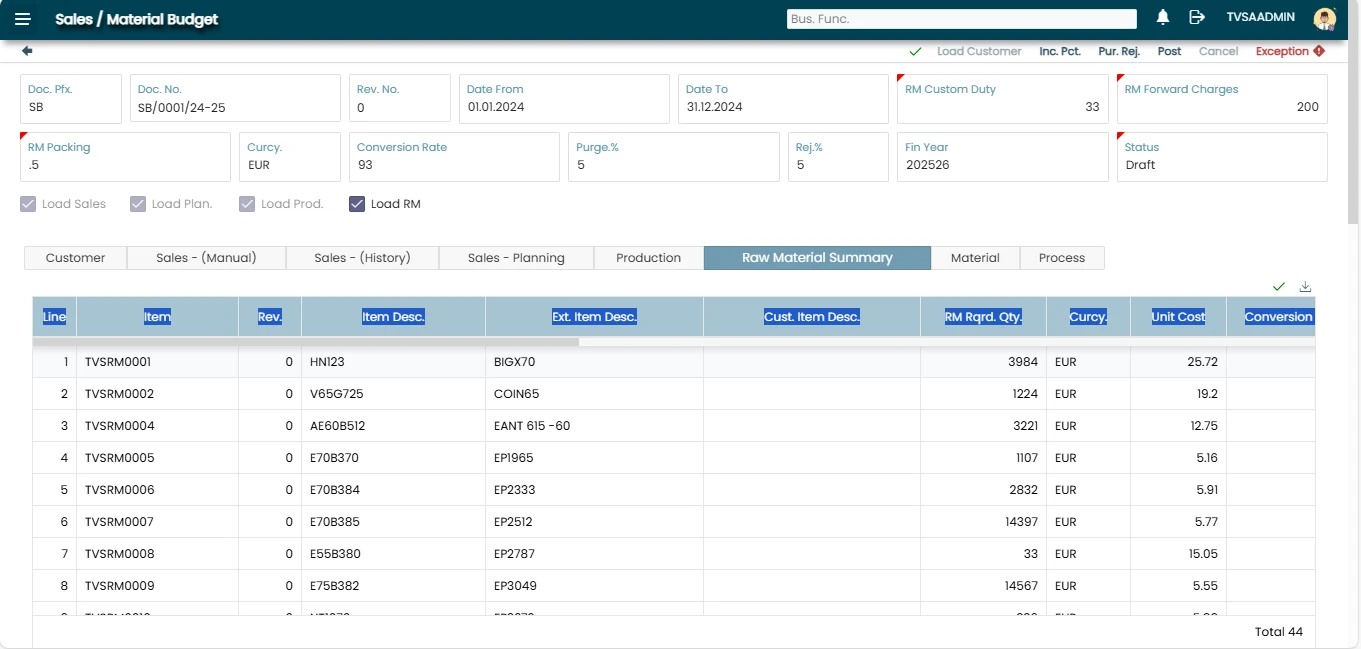 Sales / Material Budget
Bus. Func.
TVSAADMIN
Load Customer Inc. Pct. Pur. Rej. Post Cancel Exception
Doc. Pfx. Doc. No. Rev. No. Date From Date To RM Custom Duty RM Forward Charges
SB SB/0001/24-25 0 01.01.2024 31.12.2024 33 200
RM Packing Curcy. Conversion Rate Purge.% Rej.% Fin Year Status
.5 EUR 93 5 5 202526 Draft
Load Sales Load Plan. Load Prod. Load RM
Customer Sales - (Manual) Sales - (History) Sales - Planning Production Raw Material Summary Material Process
Line Item Rev. Item Desc. Ext. Item Desc. Cust. Item Desc. RM Rqrd. Qty. Curcy. Unit Cost Conversion
1 TVSRM0001 0 HN123 BIGX70 3984 EUR 25.72
2 TVSRM0002 0 V65G725 COIN65 1224 EUR 19.2
3 TVSRM0004 0 AE60B512 EANT 615 -60 3221 EUR 12.75
4 TVSRM0005 0 E70B370 EP1965 1107 EUR 5.16
5 TVSRM0006 0 E70B384 EP2333 2832 EUR 5.91
6 TVSRM0007 0 E70B385 EP2512 14397 EUR 5.77
7 TVSRM0008 0 E55B380 EP2787 33 EUR 15.05
8 TVSRM0009 0 E75B382 EP3049 14567 EUR 5.55
Total 44